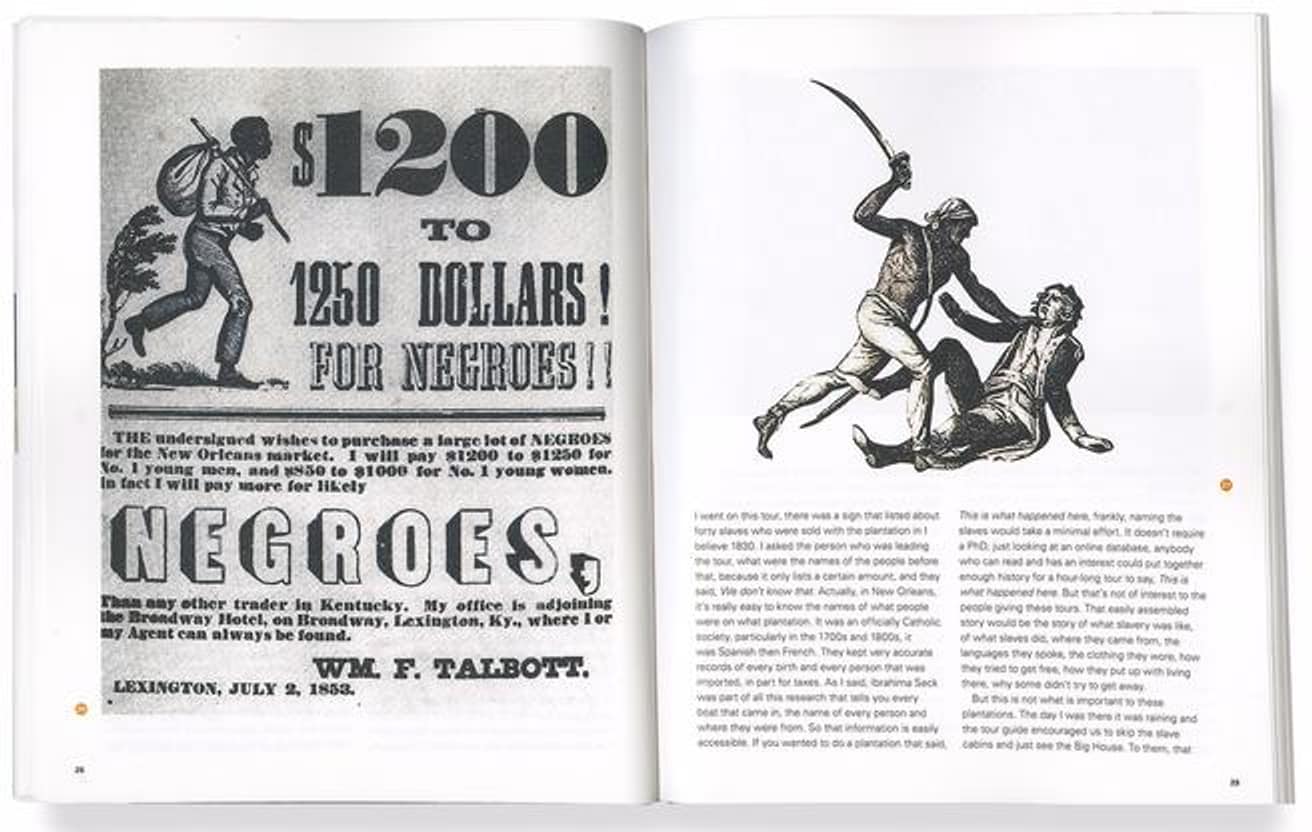 $1200
TO
1250 DOLLARS!
FOR NEGROES!!
THE undersigned wishes to purchase a large lot of NEGROES
for the New Orleans market. I will pay $1200 to $1250 for
No. 1 young men, and $850 to $1000 for No. 1 young women.
In fact I will pay more for likely
NEGROES,
Than any other trader in Kentucky. My office is adjoining
the Broadway Hotel, on Broadway, Lexington, Ky., where I or
my Agent can always be found.
WM. F. TALBOTT.
LEXINGTON, JULY 2, 1853.
I went on this tour, there was a sign that listed about
forty slaves who were sold with the plantation in I
believe 1830. I asked the person who was leading
the tour, what were the names of the people before
that, because it only lists a certain amount, and they
said, We don't know that. Actually, in New Orleans,
it's really easy to know the names of what people
were on what plantation. It was an officially Catholic
society, particularly in the 1700s and 1800s, it
was Spanish then French. They kept very accurate
records of every birth and every person that was
imported, in part for taxes. As I said, Ibrahima Seck
was part of all this research that tells you every
boat that came in, the name of every person and
where they were from. So that information is easily
accessible. If you wanted to do a plantation that said,
This is what happened here, frankly, naming the
slaves would take a minimal effort. It doesn't require
a PhD, just looking at an online database, anybody
who can read and has an interest could put together
enough history for a hour-long tour to say, This is
what happened here. But that's not of interest to the
people giving these tours. That easily assembled
story would be the story of what slavery was like,
of what slaves did, where they came from, the
languages they spoke, the clothing they wore, how
they tried to get free, how they put up with living
there, why some didn't try to get away.
But this is not what is important to these
plantations. The day I was there it was raining and
the tour guide encouraged us to skip the slave
cabins and just see the Big House. To them, that